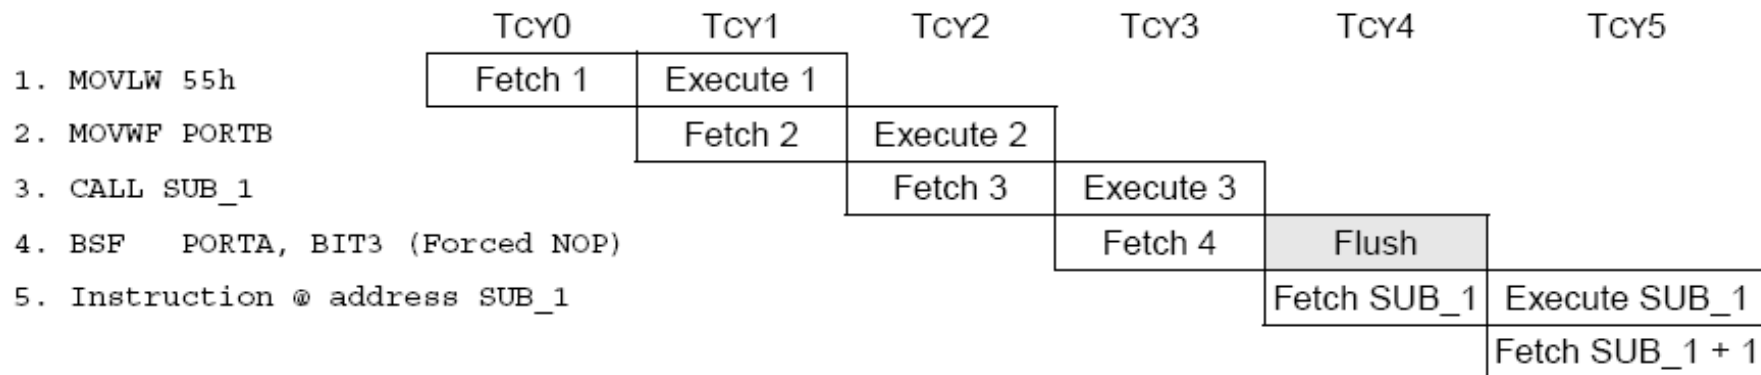 TCY0 TCY1 TCY2 TCY3 TCY4 TCY5
1. MOVLW 55h Fetch 1 Execute 1
2. MOVWF PORTB Fetch 2 Execute 2
3. CALL SUB_1 Fetch 3 Execute 3
4. BSF PORTA, BIT3 (Forced NOP) Fetch 4 Flush
5. Instruction @ address SUB_1 Fetch SUB_1 Execute SUB_1
Fetch SUB_1 + 1